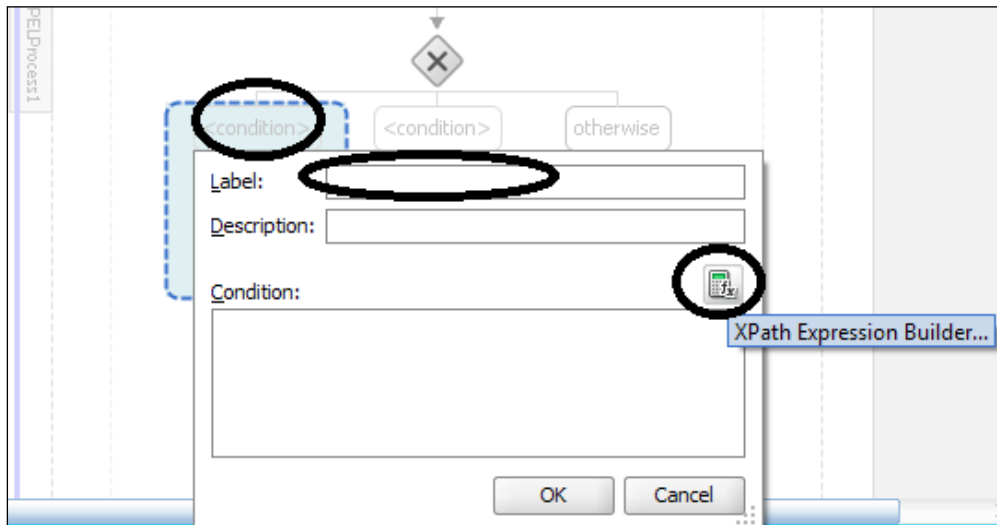 PELProcess1
<condition>
<condition>
otherwise
Label:
Description:
Condition:
XPath Expression Builder...
OK
Cancel